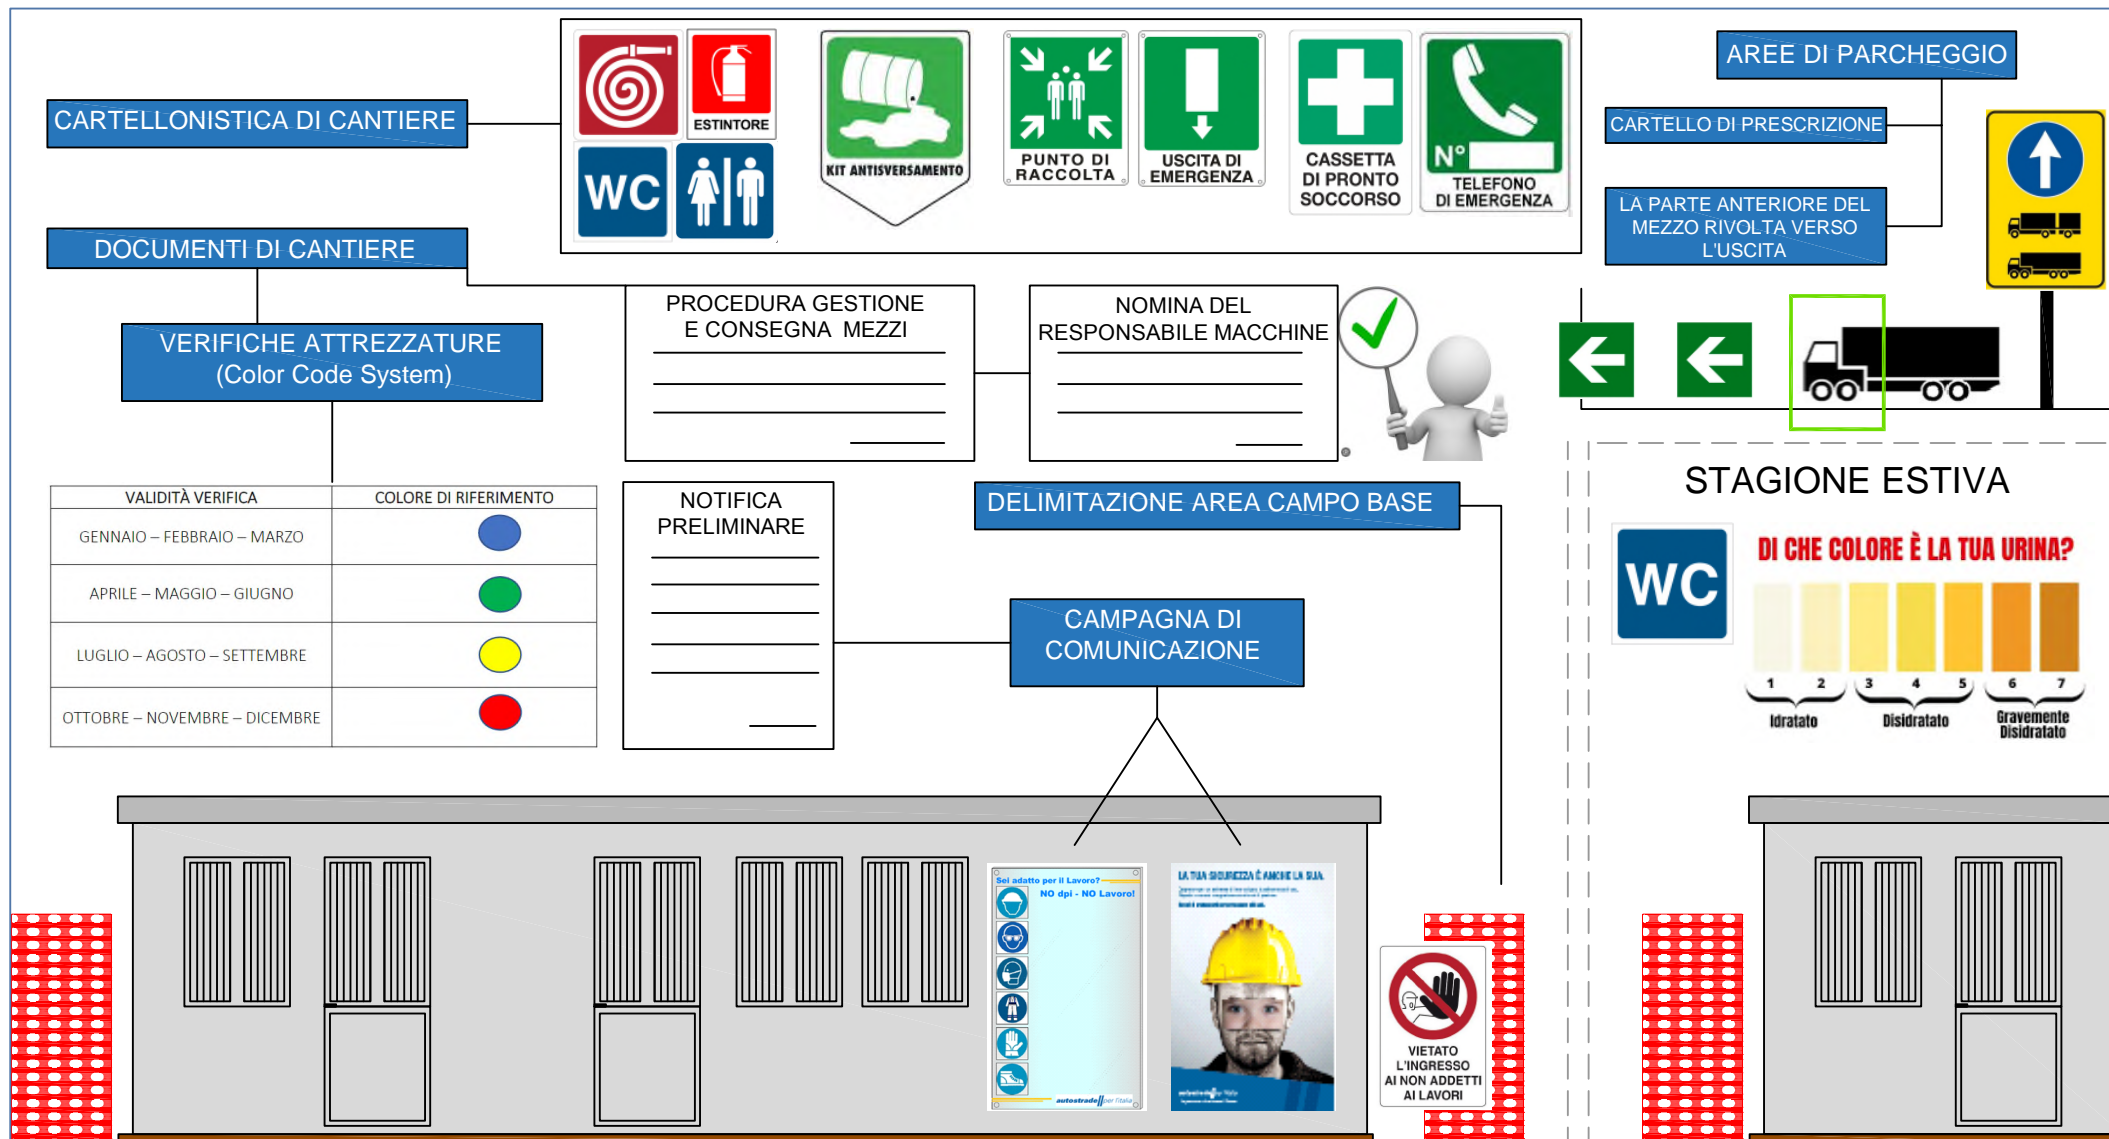 CARTELLONISTICA DI CANTIERE
ESTINTORE
WC
KIT ANTISVERSAMENTO
PUNTO DI
RACCOLTA
USCITA DI
EMERGENZA
CASSETTA
DI PRONTO
SOCCORSO
N°
TELEFONO
DI EMERGENZA
AREE DI PARCHEGGIO
CARTELLO DI PRESCRIZIONE
LA PARTE ANTERIORE DEL
MEZZO RIVOLTA VERSO
L'USCITA
DOCUMENTI DI CANTIERE
VERIFICHE ATTREZZATURE
(Color Code System)
PROCEDURA GESTIONE
E CONSEGNA MEZZI
NOMINA DEL
RESPONSABILE MACCHINE
VALIDITÀ VERIFICA COLORE DI RIFERIMENTO
GENNAIO – FEBBRAIO – MARZO
APRILE – MAGGIO – GIUGNO
LUGLIO – AGOSTO – SETTEMBRE
OTTOBRE – NOVEMBRE – DICEMBRE
NOTIFICA
PRELIMINARE
DELIMITAZIONE AREA CAMPO BASE
CAMPAGNA DI
COMUNICAZIONE
STAGIONE ESTIVA
WC
DI CHE COLORE È LA TUA URINA?
1 2 3 4 5 6 7
Idratato
Disidratato
Gravemente
Disidratato
Sei adatto per il Lavoro?
NO dpi - NO Lavoro!
autostrade per l'italia
LA TUA SICUREZZA È ANCHE LA SUA.
autostrade per l'italia
VIETATO
L'INGRESSO
AI NON ADDETTI
AI LAVORI